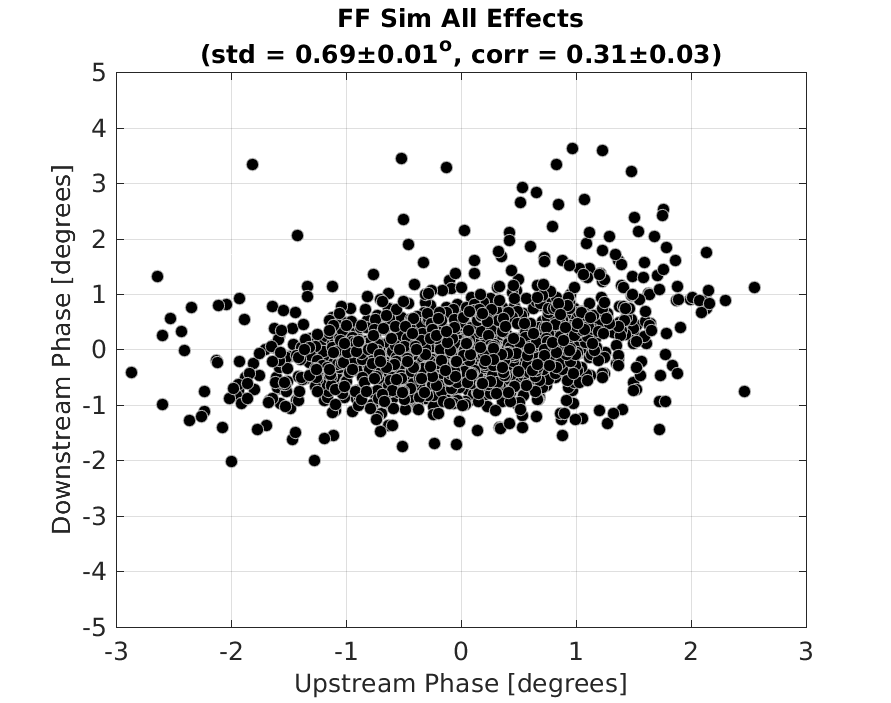 FF Sim All Effects
(std = 0.69±0.01°, corr = 0.31±0.03)
5
4
3
2
1
0
-1
-2
-3
-4
-5
Downstream Phase [degrees]
-3 -2 -1 0 1 2 3
Upstream Phase [degrees]